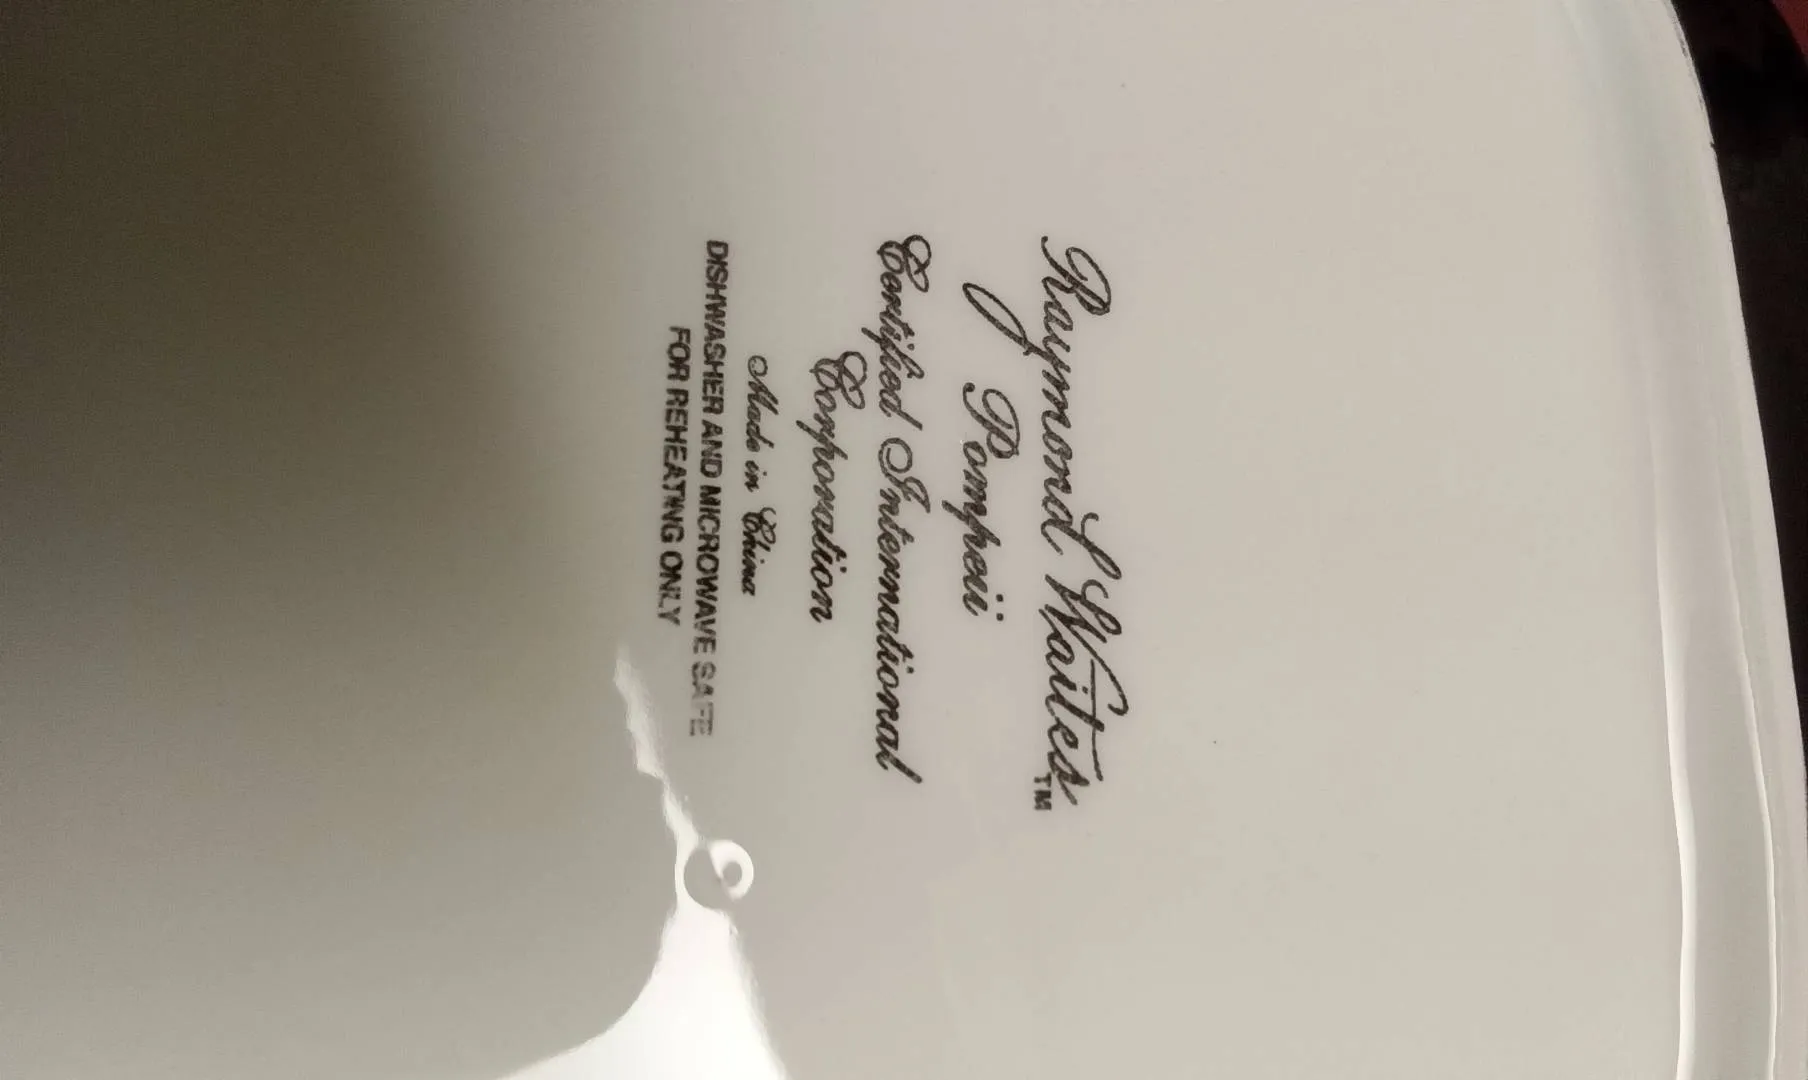 Raymond Waites™
Pompeii
Certified International
Corporation
Made in China
DISHWASHER AND MICROWAVE SAFE
FOR REHEATING ONLY